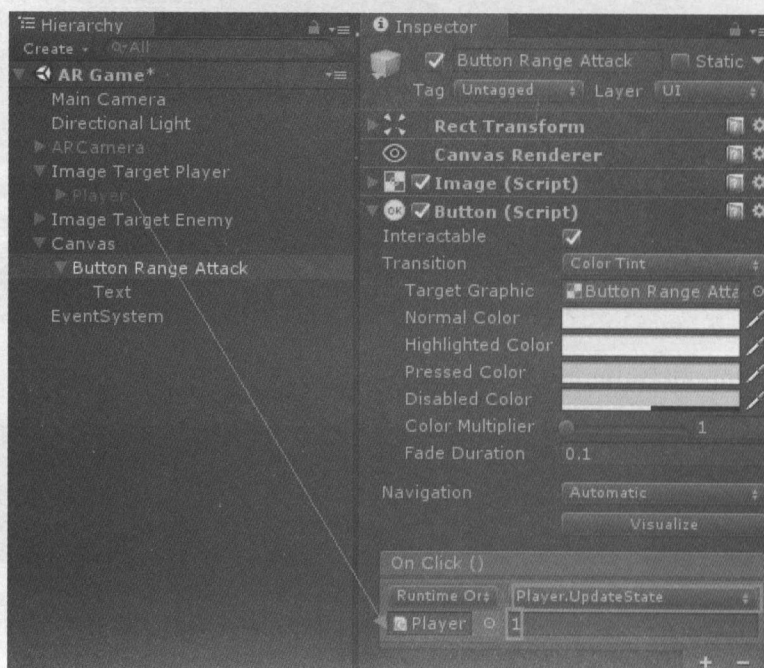 Hierarchy
Create
All
AR Game*
Main Camera
Directional Light
ARCamera
Image Target Player
Player
Image Target Enemy
Canvas
Button Range Attack
Text
EventSystem
Inspector
Button Range Attack
Static
Tag Untagged
Layer UI
Rect Transform
Canvas Renderer
Image (Script)
OK Button (Script)
Interactable
Transition Color Tint
Target Graphic Button Range Atta
Normal Color
Highlighted Color
Pressed Color
Disabled Color
Color Multiplier 1
Fade Duration 0.1
Navigation Automatic
Visualize
On Click ()
Runtime On Player.UpdateState
Player 1